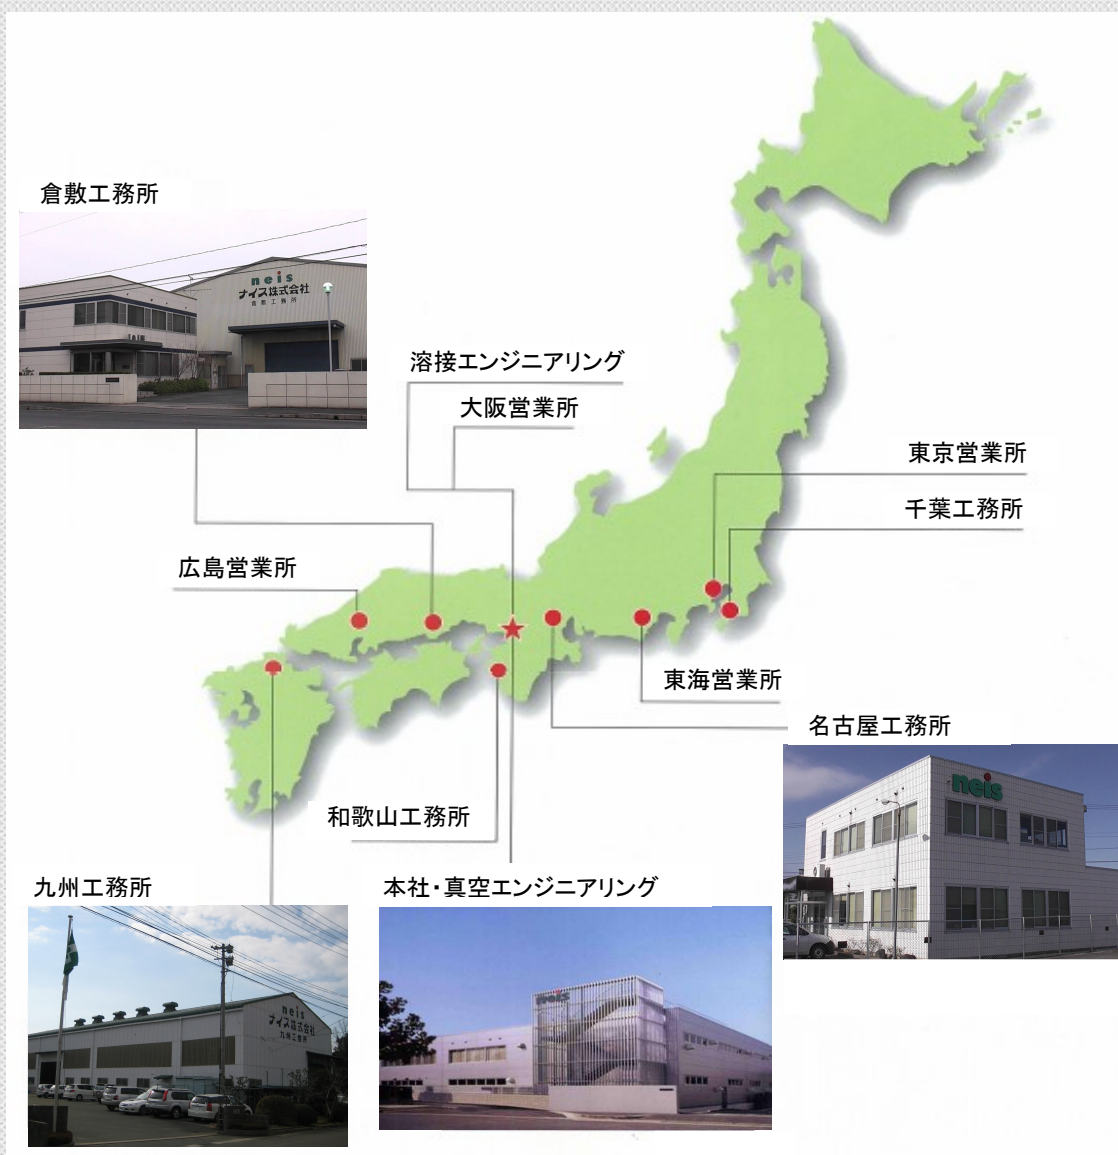 倉敷工務所
neis
ナイス株式会社
倉敷工務所
溶接エンジニアリング
大阪営業所
東京営業所
千葉工務所
広島営業所
東海営業所
名古屋工務所
neis
和歌山工務所
九州工務所
neis
ナイス株式会社
九州工務所
本社・真空エンジニアリング
neis